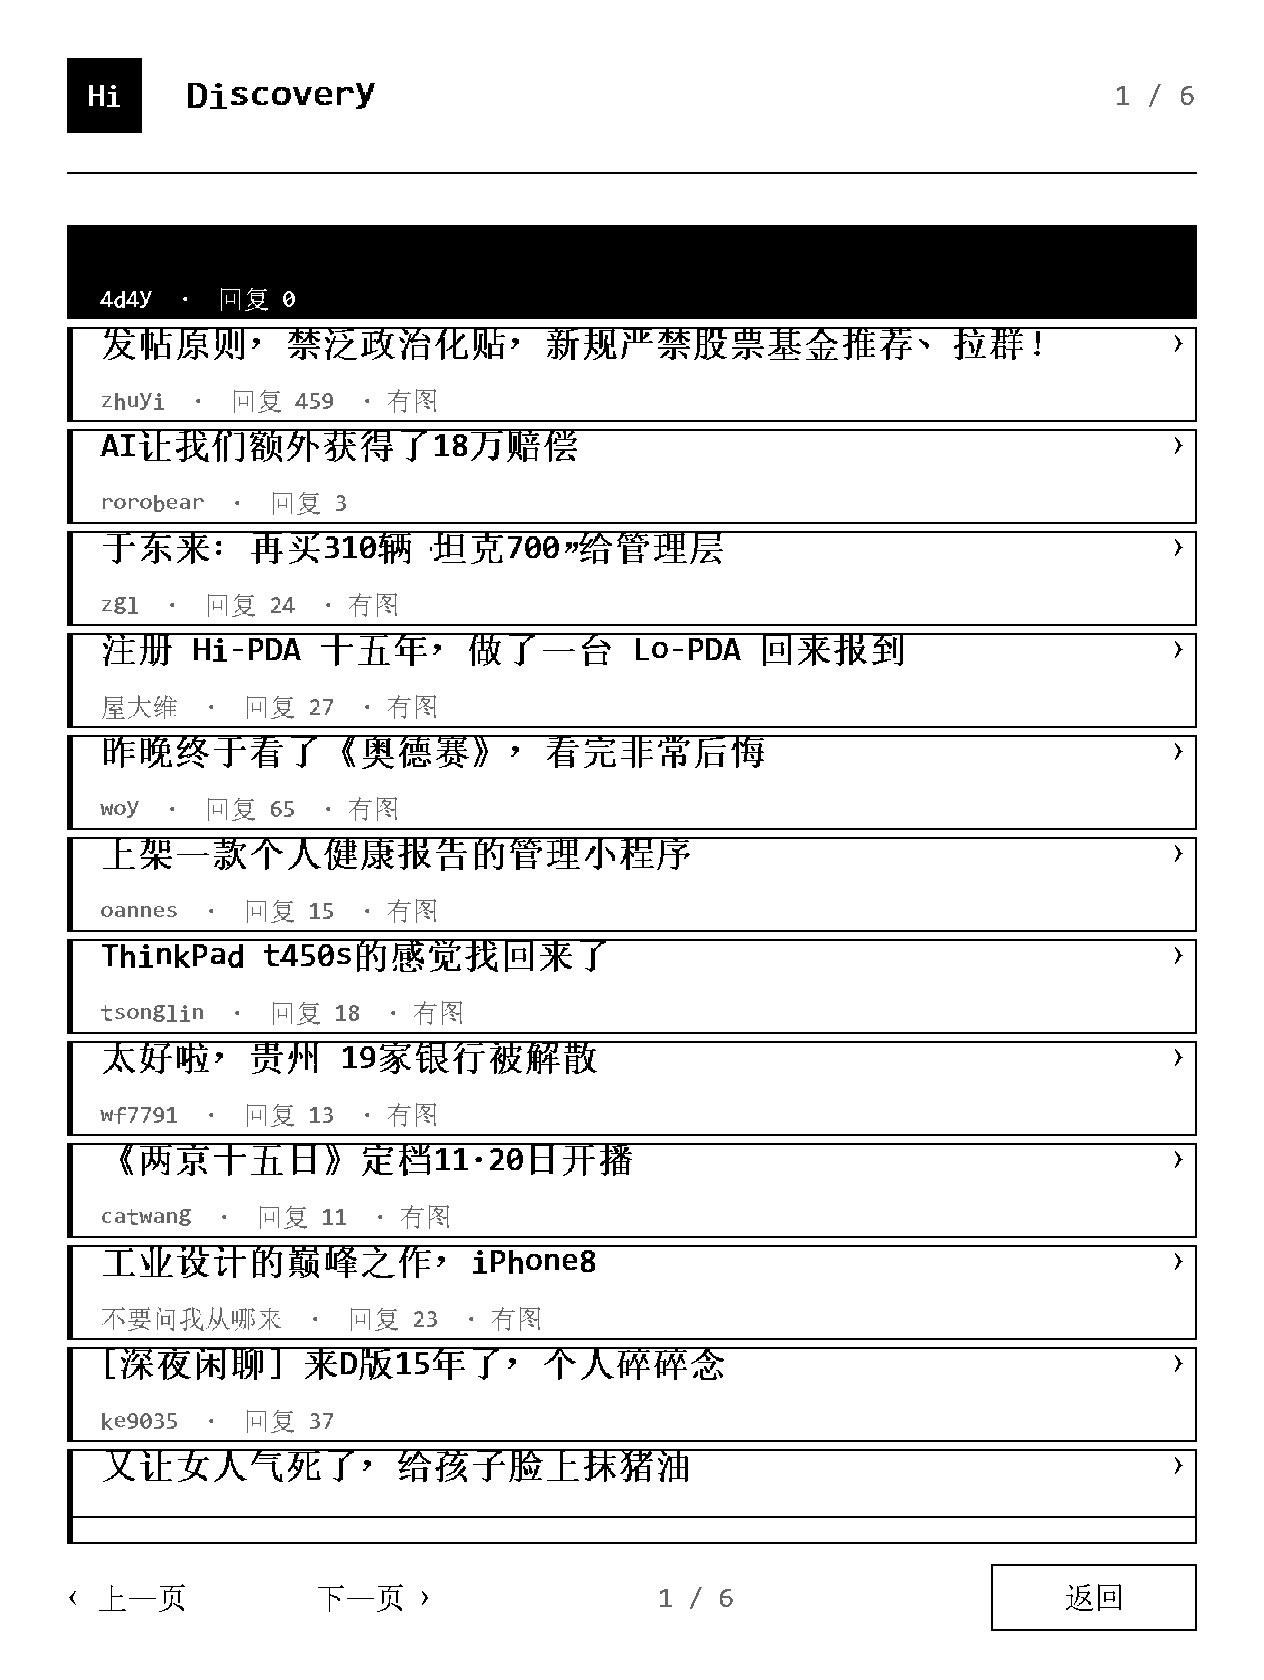 Hi Discovery 1 / 6
4d4y · 回复 0
发帖原则，禁泛政治化贴，新规严禁股票基金推荐、拉群！ ›
zhuyi · 回复 459 · 有图
AI让我们额外获得了18万赔偿 ›
rorobear · 回复 3
于东来：再买310辆 坦克700”给管理层 ›
zgl · 回复 24 · 有图
注册 Hi-PDA 十五年，做了一台 Lo-PDA 回来报到 ›
屋大维 · 回复 27 · 有图
昨晚终于看了《奥德赛》，看完非常后悔 ›
woy · 回复 65 · 有图
上架一款个人健康报告的管理小程序 ›
oannes · 回复 15 · 有图
ThinkPad t450s的感觉找回来了 ›
tsonglin · 回复 18 · 有图
太好啦，贵州 19家银行被解散 ›
wf7791 · 回复 13 · 有图
《两京十五日》定档11·20日开播 ›
catwang · 回复 11 · 有图
工业设计的巅峰之作，iPhone8 ›
不要问我从哪来 · 回复 23 · 有图
[深夜闲聊] 来D版15年了，个人碎碎念 ›
ke9035 · 回复 37
又让女人气死了，给孩子脸上抹猪油 ›
‹ 上一页 下一页 › 1 / 6 返回